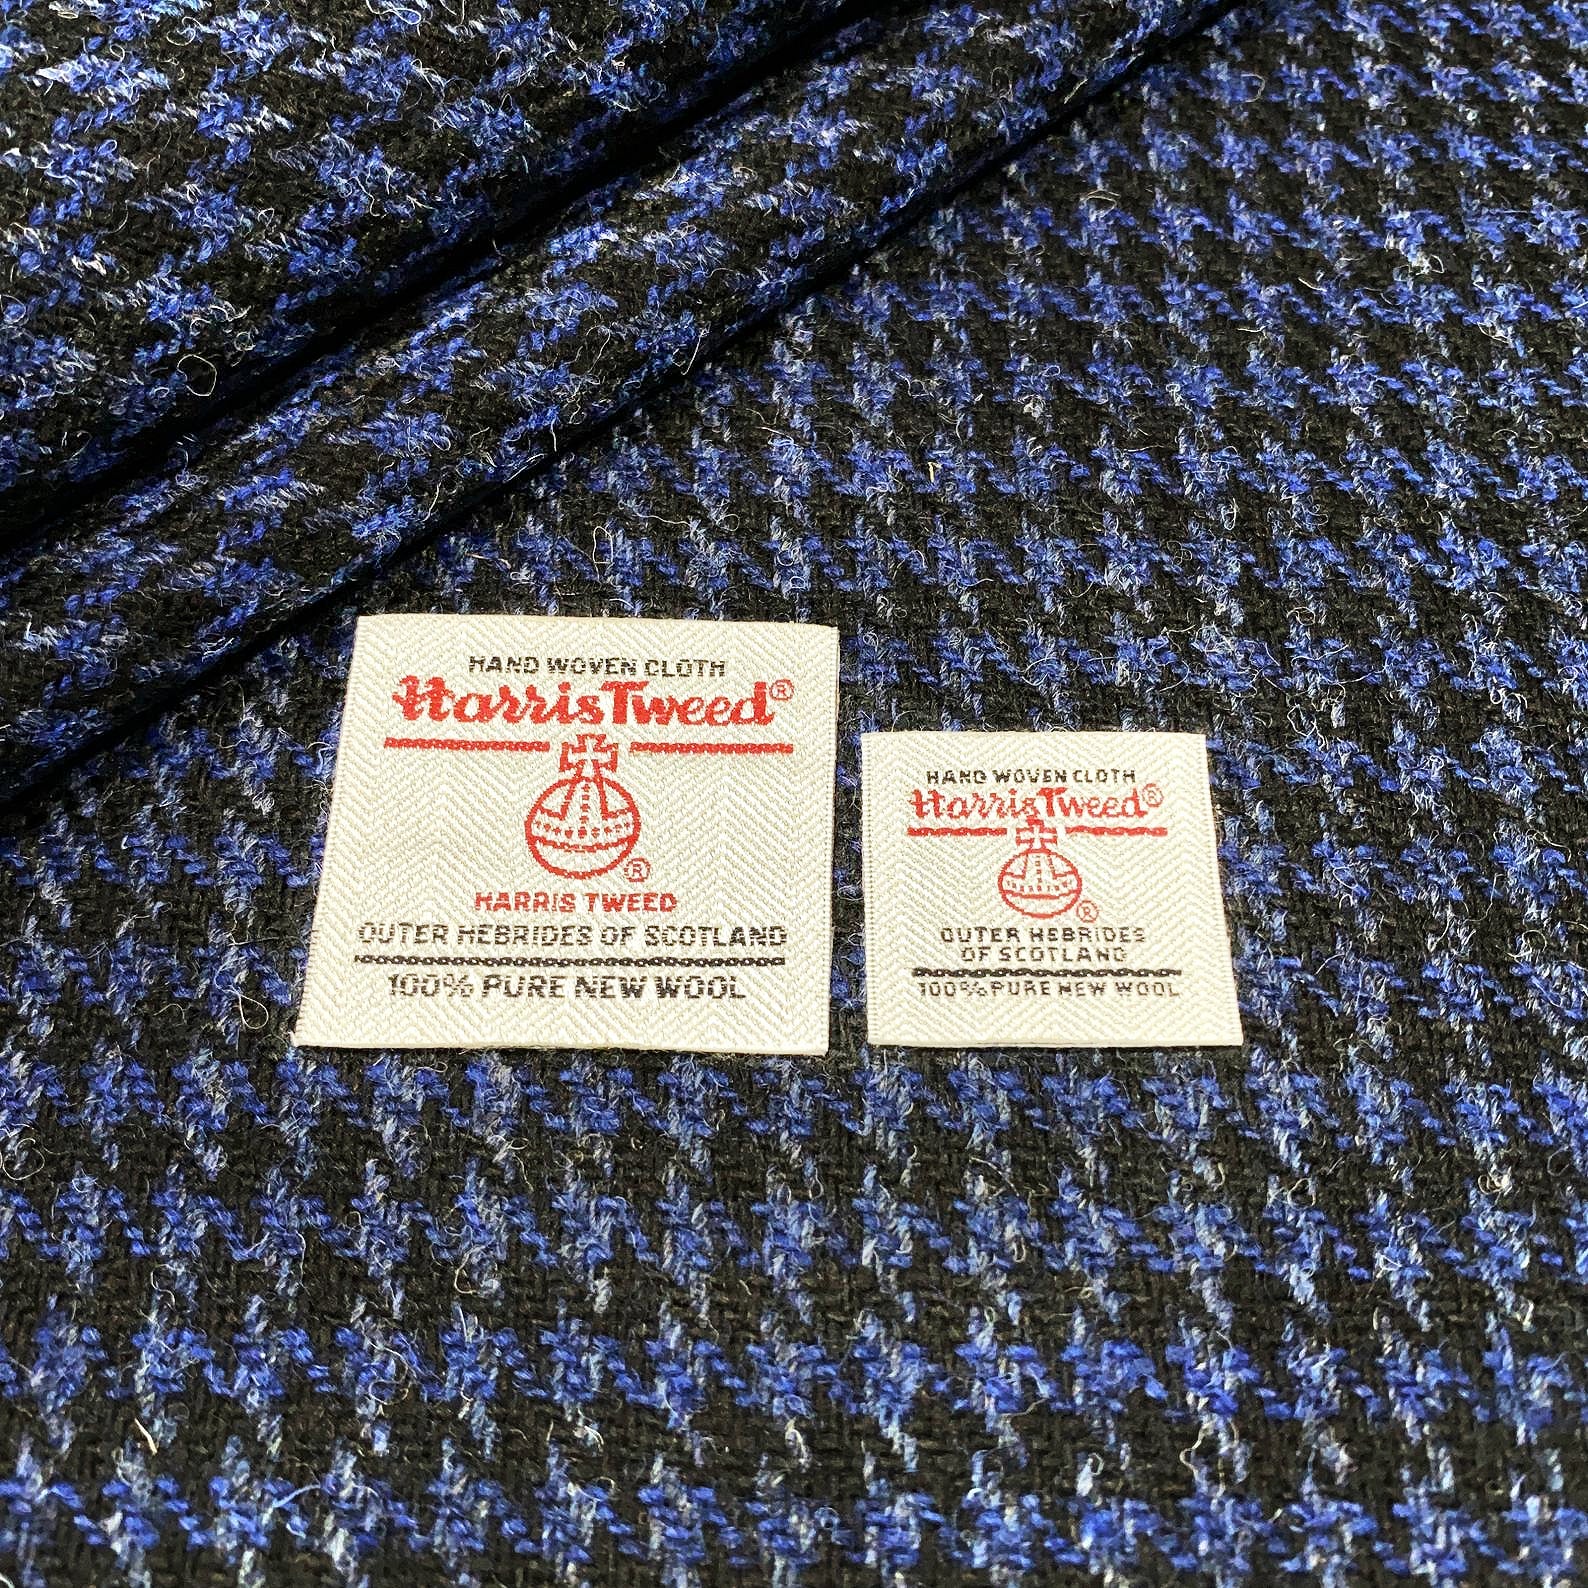 HAND WOVEN CLOTH
Harris Tweed®
®
HARRIS TWEED
OUTER HEBRIDES OF SCOTLAND
100% PURE NEW WOOL
HAND WOVEN CLOTH
Harris Tweed®
®
OUTER HEBRIDES
OF SCOTLAND
100% PURE NEW WOOL